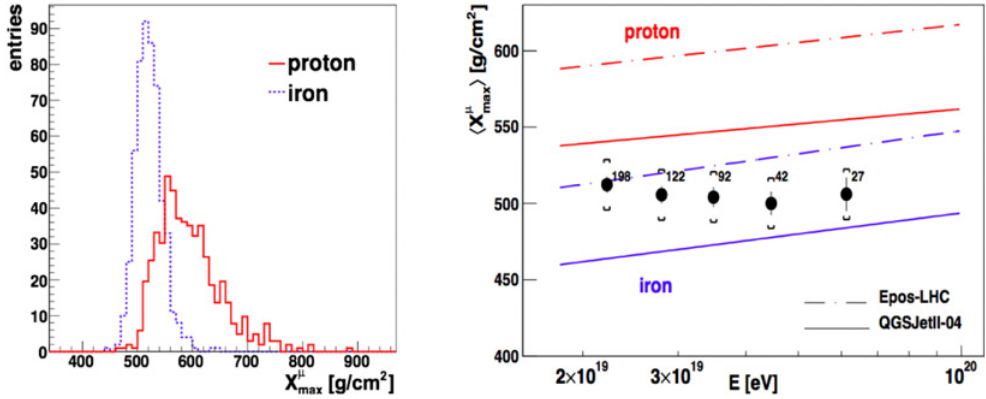 entries
90
80
70
60
50
40
30
20
10
0
proton
iron
400 500 600 700 800 900
X^μ_max [g/cm2]
⟨X^μ_max⟩ [g/cm²]
600
550
500
450
400
proton
198 122 92 42 27
iron
Epos-LHC
QGSJetII-04
2×10^19 3×10^19 10^20
E [eV]